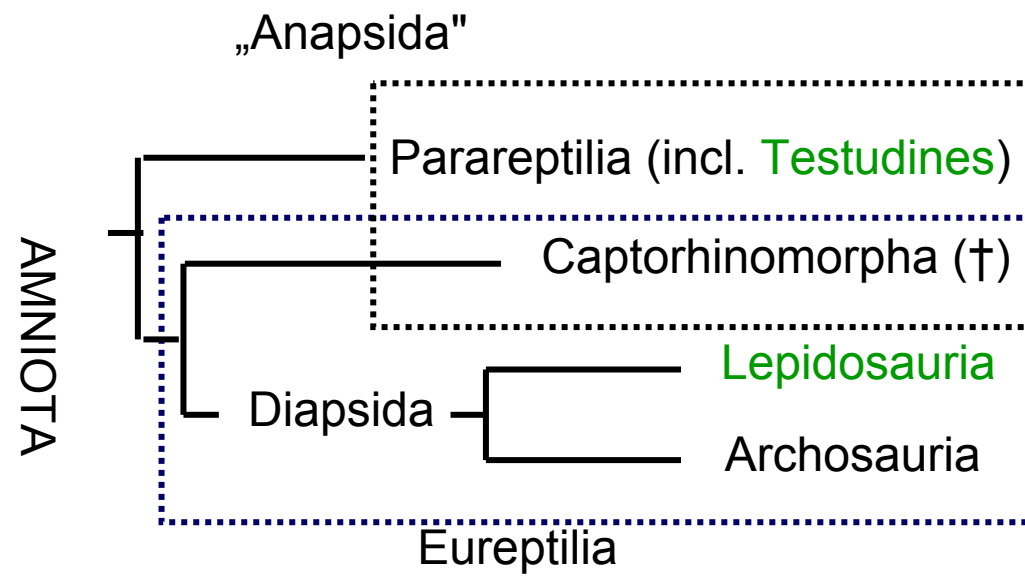 „Anapsida"
Parareptilia (incl. Testudines)
Captorhinomorpha (†)
AMNIOTA
Lepidosauria
Diapsida
Archosauria
Eureptilia